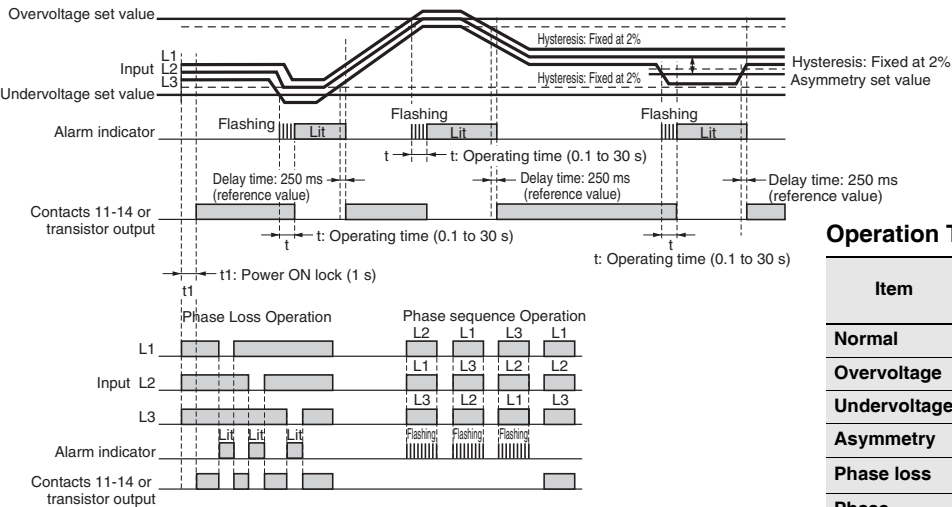 Overvoltage set value
L1
Input L2
L3
Undervoltage set value
Hysteresis: Fixed at 2%
Hysteresis: Fixed at 2%
Hysteresis: Fixed at 2%
Asymmetry set value
Alarm indicator
Flashing
Lit
Flashing
Lit
Flashing
Lit
t
t: Operating time (0.1 to 30 s)
Delay time: 250 ms
(reference value)
Delay time: 250 ms
(reference value)
Delay time: 250 ms
(reference value)
Contacts 11-14 or
transistor output
t
t: Operating time (0.1 to 30 s)
t
t: Operating time (0.1 to 30 s)
t1: Power ON lock (1 s)
t1
Phase Loss Operation
L1
Input L2
L3
Lit
Lit
Lit
Alarm indicator
Contacts 11-14 or
transistor output
Phase sequence Operation
L2 L1 L3 L1
L1 L3 L2 L2
L3 L2 L1 L3
Flashing Flashing Flashing
Operation T
Item
Normal
Overvoltage
Undervoltage
Asymmetry
Phase loss
Phase